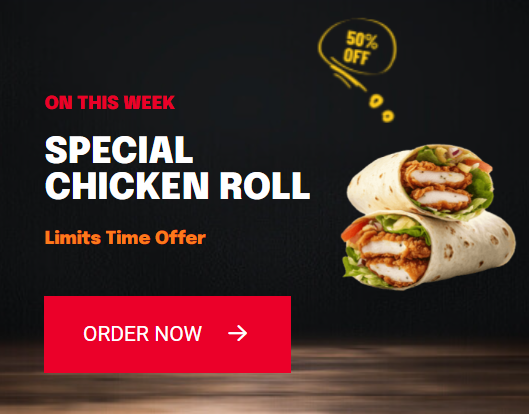 50%
OFF
ON THIS WEEK
SPECIAL
CHICKEN ROLL
Limits Time Offer
ORDER NOW